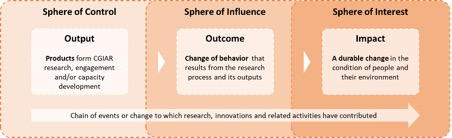 Sphere of Control
Sphere of Influence
Sphere of Interest
Output
Products form CGIAR
research, engagement
and/or capacity
development
Outcome
Change of behavior that
results from the research
process and its outputs
Impact
A durable change in the
condition of people and
their environment
Chain of events or change to which research, innovations and related activities have contributed